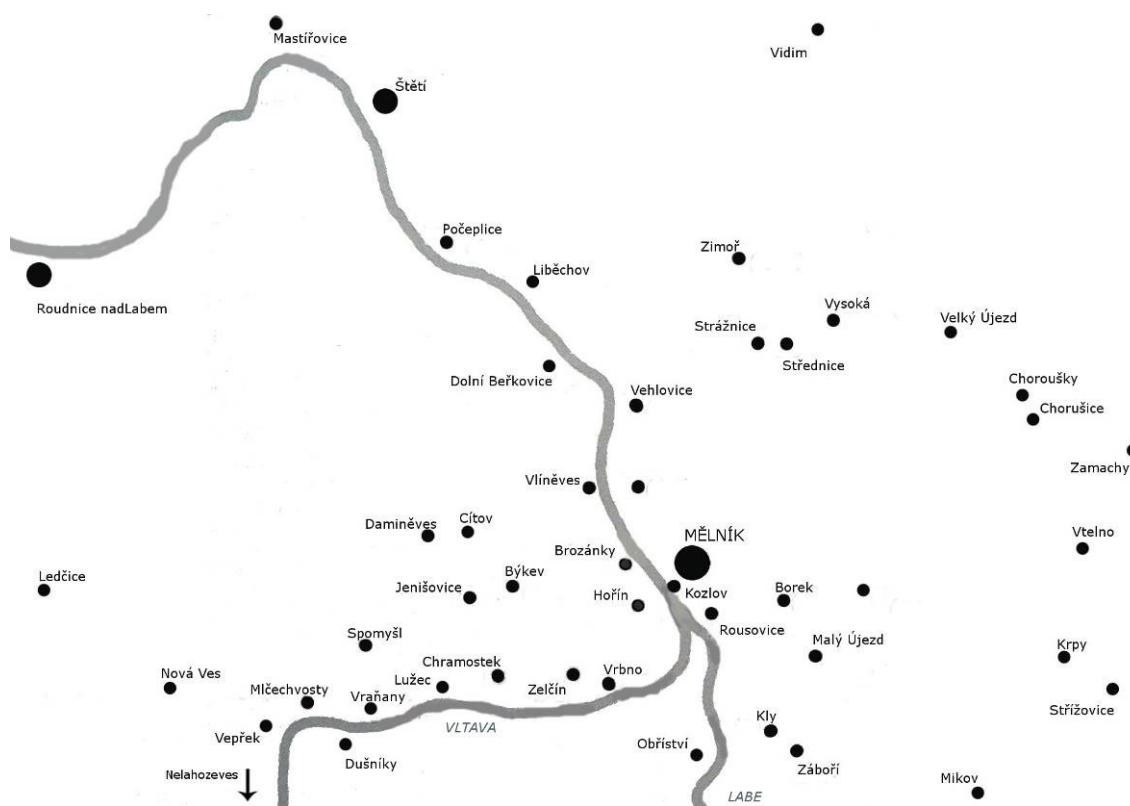 Mastířovice
Vidim
Štětí
Počeplice
Zimoř
Liběchov
Roudnice nadLabem
Vysoká
Strážnice
Velký Újezd
Střednice
Dolní Beřkovice
Choroušky
Vehlovice
Chorušice
Zamachy
Vlíněves
Cítov
Daminěves
MĚLNÍK
Vtelno
Brozánky
Ledčice
Býkev
Jenišovice
Hořín
Kozlov
Borek
Rousovice
Spomyšl
Malý Újezd
Krpy
Chramostek
Nová Ves
Lužec
Zelčín
Vrbno
Mlčechvosty
Vraňany
Střížovice
Vepřek
VLTAVA
Kly
Obříství
Dušníky
Záboří
Nelahozeves
Mikov
LABE